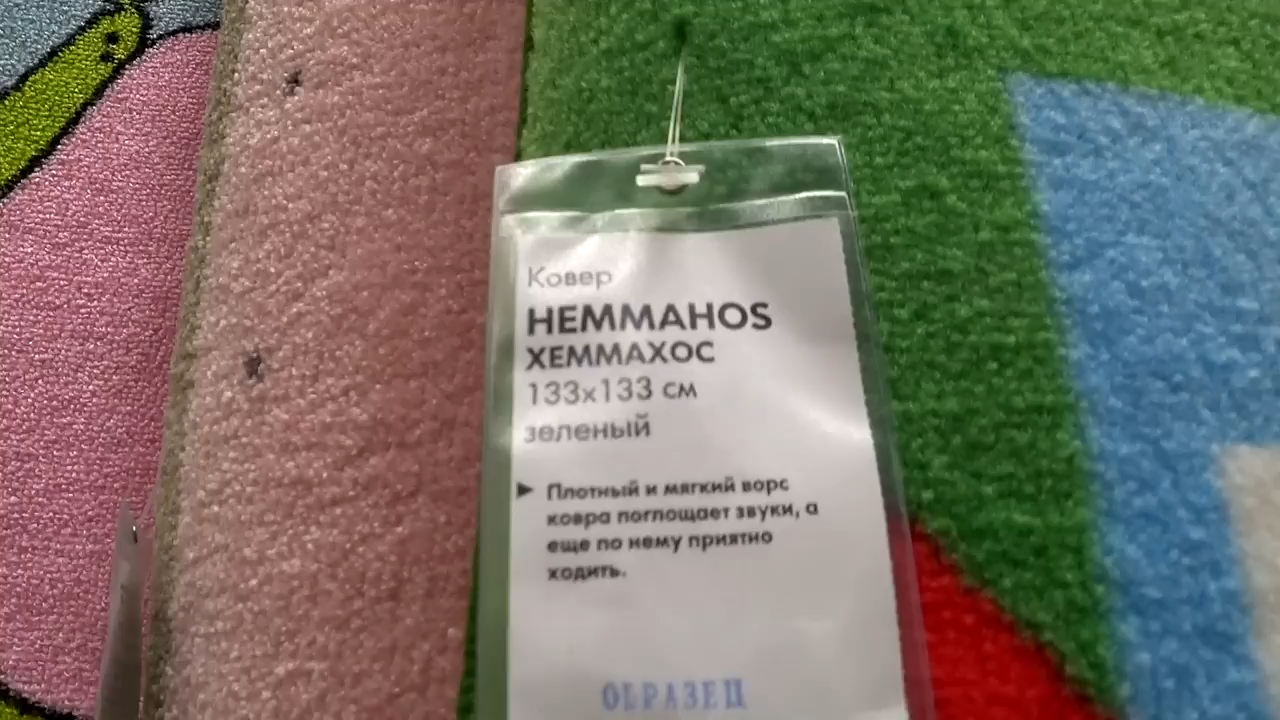 Ковер
HEMMAHOS
ХЕММАХОС
133x133 см
зеленый
► Плотный и мягкий ворс
ковра поглощает звуки, а
еще по нему приятно
ходить.
ОБРАЗЕЦ